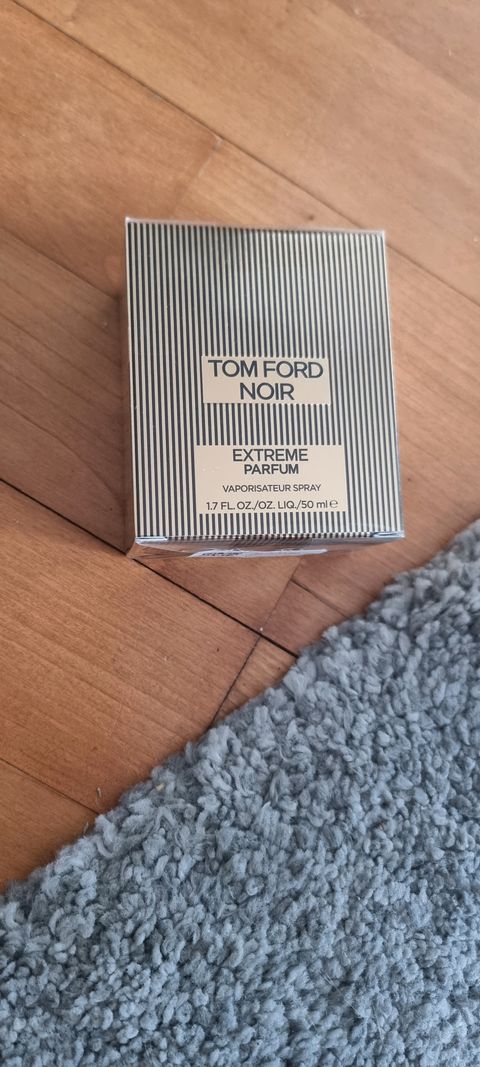 TOM FORD
NOIR
EXTREME
PARFUM
VAPORISATEUR SPRAY
1.7 FL. OZ./OZ. LIQ./50 ml e